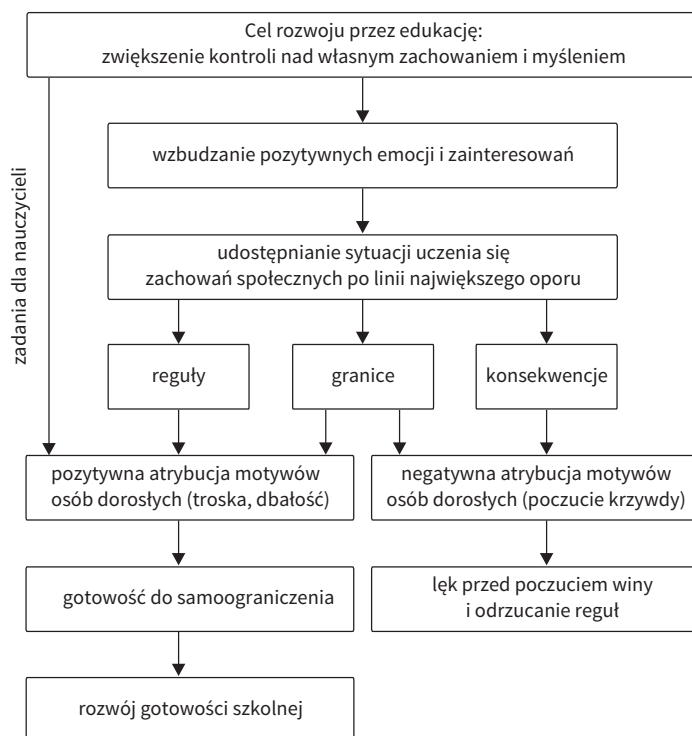 Cel rozwoju przez edukację:
zwiększenie kontroli nad własnym zachowaniem i myśleniem
zadania dla nauczycieli
wzbudzanie pozytywnych emocji i zainteresowań
udostępnianie sytuacji uczenia się
zachowań społecznych po linii największego oporu
reguły
granice
konsekwencje
pozytywna atrybucja motywów
osób dorosłych (troska, dbałość)
negatywna atrybucja motywów
osób dorosłych (poczucie krzywdy)
gotowość do samoograniczenia
lęk przed poczuciem winy
i odrzucanie reguł
rozwój gotowości szkolnej